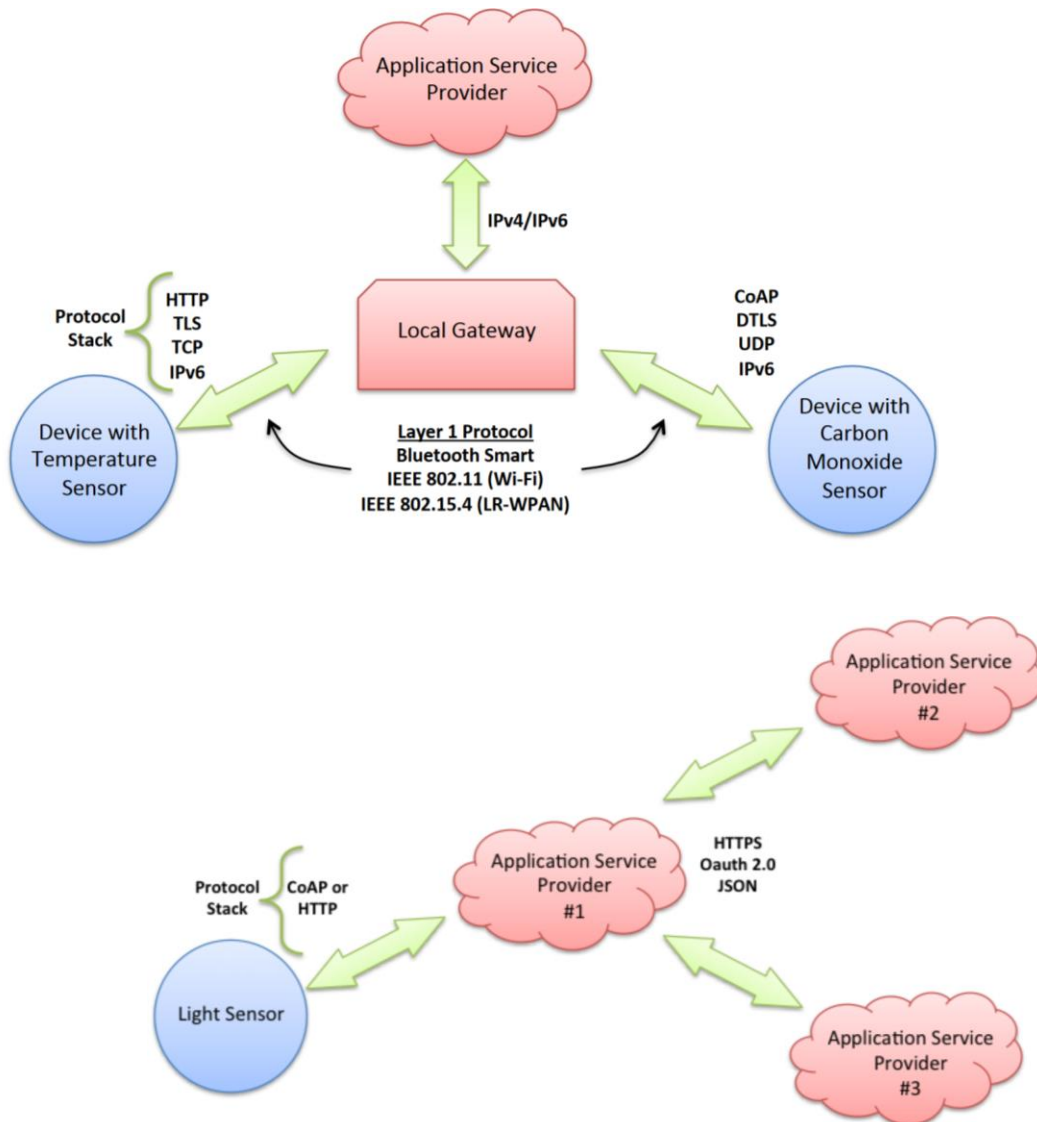 Application Service
Provider
IPv4/IPv6
Protocol
Stack
HTTP
TLS
TCP
IPv6
Local Gateway
CoAP
DTLS
UDP
IPv6
Device with
Temperature
Sensor
Layer 1 Protocol
Bluetooth Smart
IEEE 802.11 (Wi-Fi)
IEEE 802.15.4 (LR-WPAN)
Device with
Carbon
Monoxide
Sensor
Application Service
Provider
#2
Application Service
Provider
#1
HTTPS
Oauth 2.0
JSON
Protocol
Stack
CoAP or
HTTP
Light Sensor
Application Service
Provider
#3